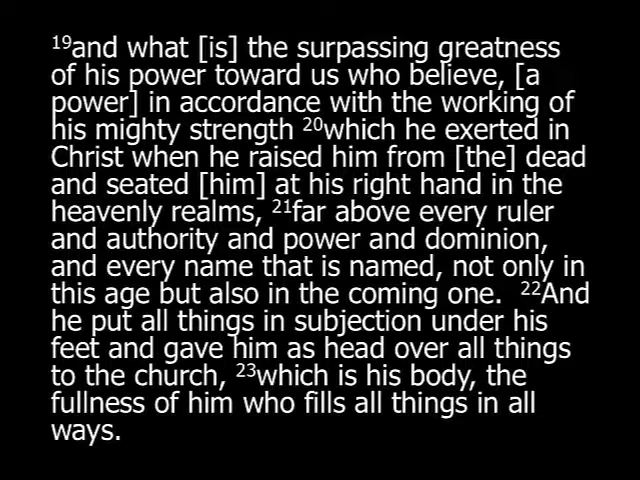 19and what [is] the surpassing greatness
of his power toward us who believe, [a
power] in accordance with the working of
his mighty strength 20which he exerted in
Christ when he raised him from [the] dead
and seated [him] at his right hand in the
heavenly realms, 21far above every ruler
and authority and power and dominion,
and every name that is named, not only in
this age but also in the coming one. 22And
he put all things in subjection under his
feet and gave him as head over all things
to the church, 23which is his body, the
fullness of him who fills all things in all
ways.